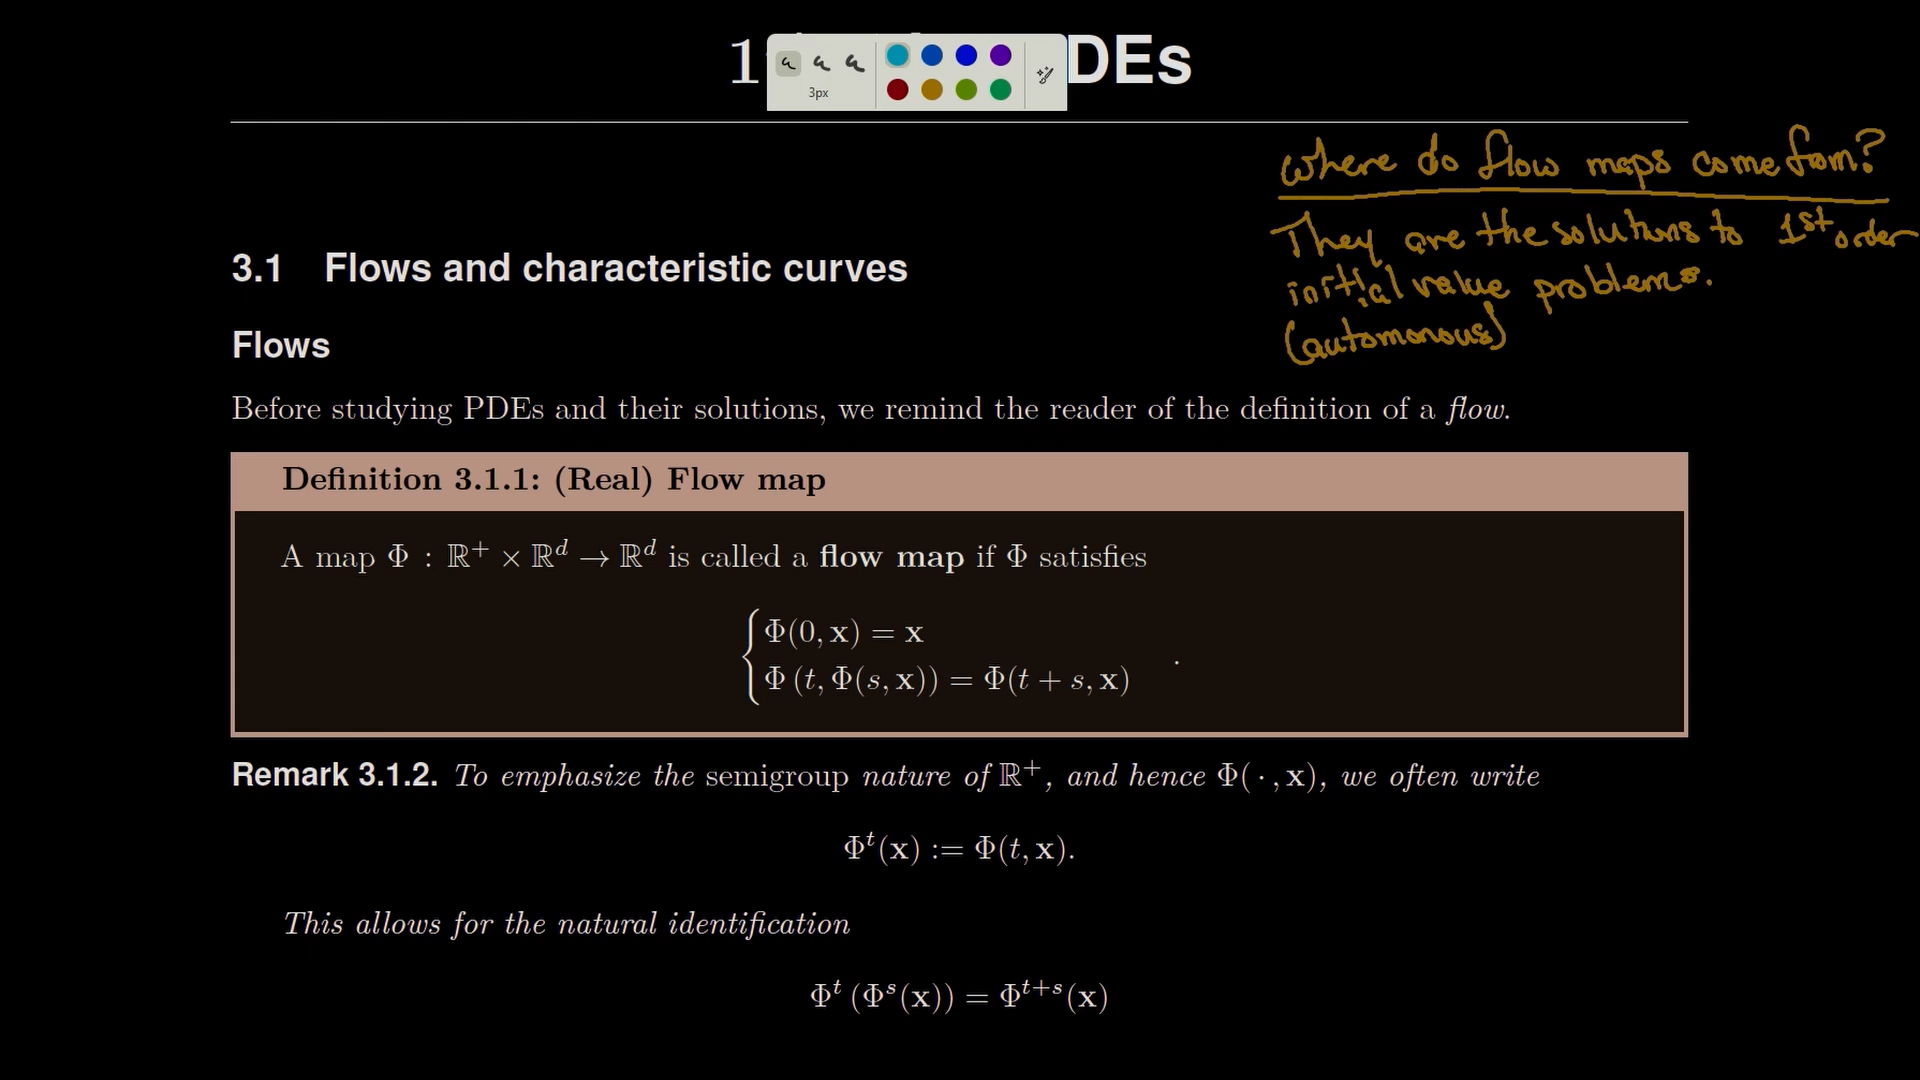 1 DEs
3px
Where do flow maps come from?
They are the solutions to 1st order
initial value problems.
(automonous)
3.1 Flows and characteristic curves
Flows
Before studying PDEs and their solutions, we remind the reader of the definition of a flow.
Definition 3.1.1: (Real) Flow map
A map Φ : ℝ⁺ × ℝᵈ → ℝᵈ is called a flow map if Φ satisfies
{ Φ(0, x) = x
Φ (t, Φ(s, x)) = Φ(t + s, x) .
Remark 3.1.2. To emphasize the semigroup nature of ℝ⁺, and hence Φ( · , x), we often write
Φᵗ(x) := Φ(t, x).
This allows for the natural identification
Φᵗ (Φˢ(x)) = Φᵗ⁺ˢ(x)